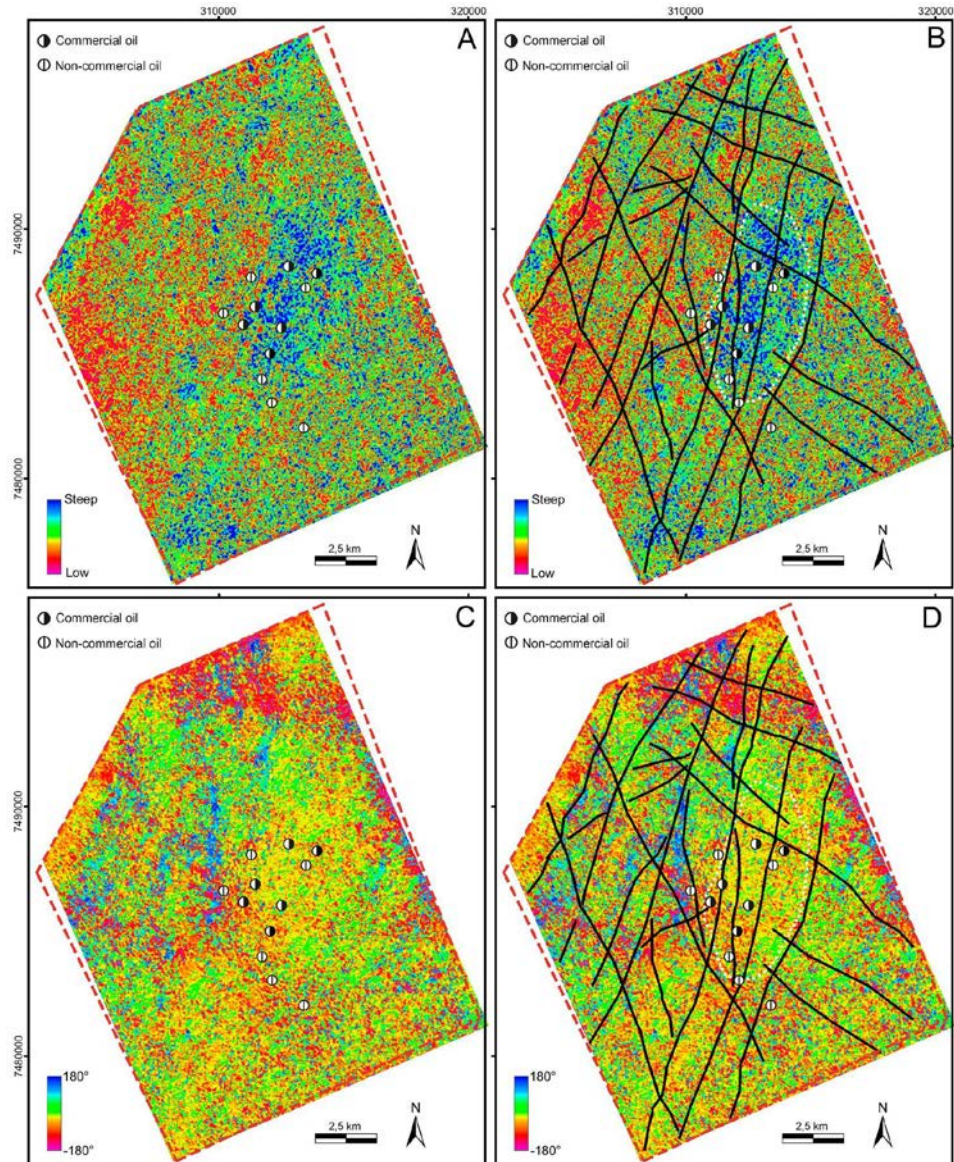 310000
320000
310000
320000
Commercial oil
Non-commercial oil
A
Commercial oil
Non-commercial oil
B
7490000
7480000
Steep
Low
2,5 km
N
Steep
Low
2,5 km
N
Commercial oil
Non-commercial oil
C
Commercial oil
Non-commercial oil
D
7490000
7480000
180°
-180°
2,5 km
N
180°
-180°
2,5 km
N